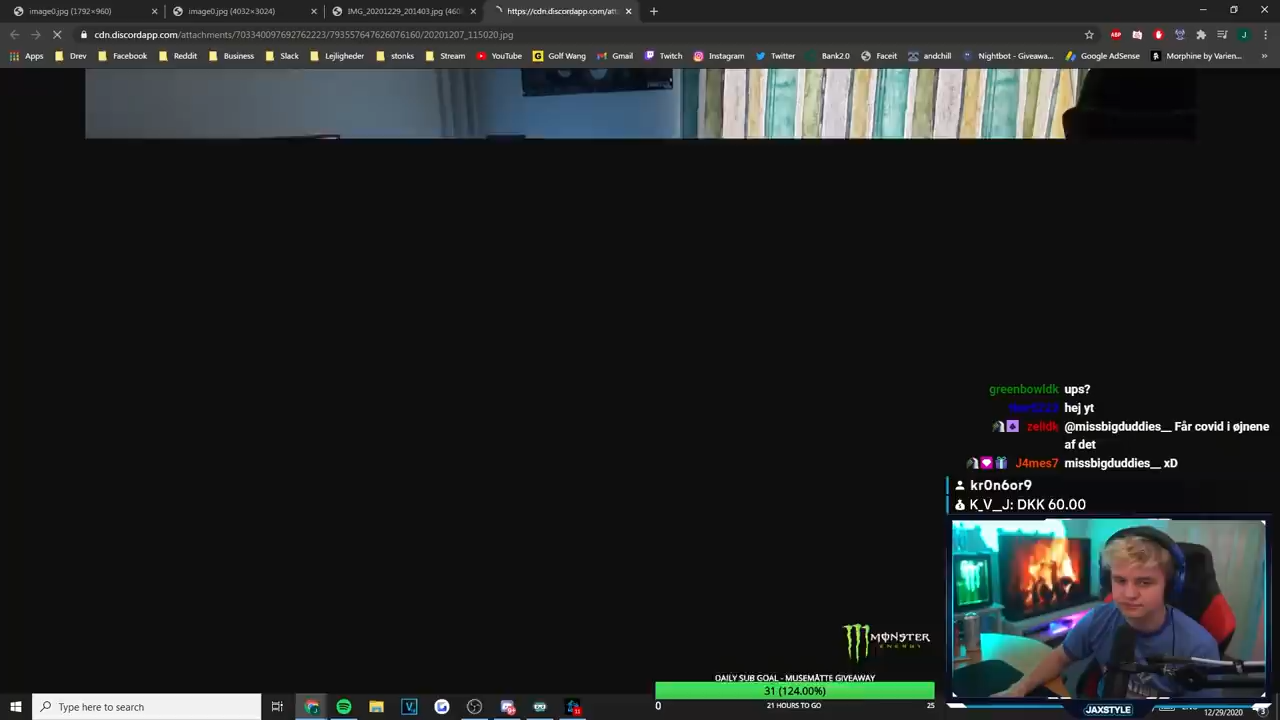 image0.jpg (1792×960)
image0.jpg (4032×3024)
IMG_20201229_201403.jpg (460
https://cdn.discordapp.com/att
cdn.discordapp.com/attachments/703340097692762223/793557647626076160/20201207_115020.jpg
Apps Drev Facebook Reddit Business Slack Lejligheder stonks Stream YouTube Golf Wang Gmail Twitch Instagram Twitter Bank2.0 Faceit andchill Nightbot - Giveawa... Google AdSense Morphine by Varien...
greenbowldk ups?
hej yt
zelldk @missbigduddies__ Får covid i øjnene
af det
J4mes7 missbigduddies__ xD
kr0n6or9
K_V_J: DKK 60.00
MONSTER
ENERGY
DAILY SUB GOAL - MUSEMÅTTE GIVEAWAY
31 (124.00%)
0 21 HOURS TO GO 25
JAXSTYLE
Type here to search
12/29/2020